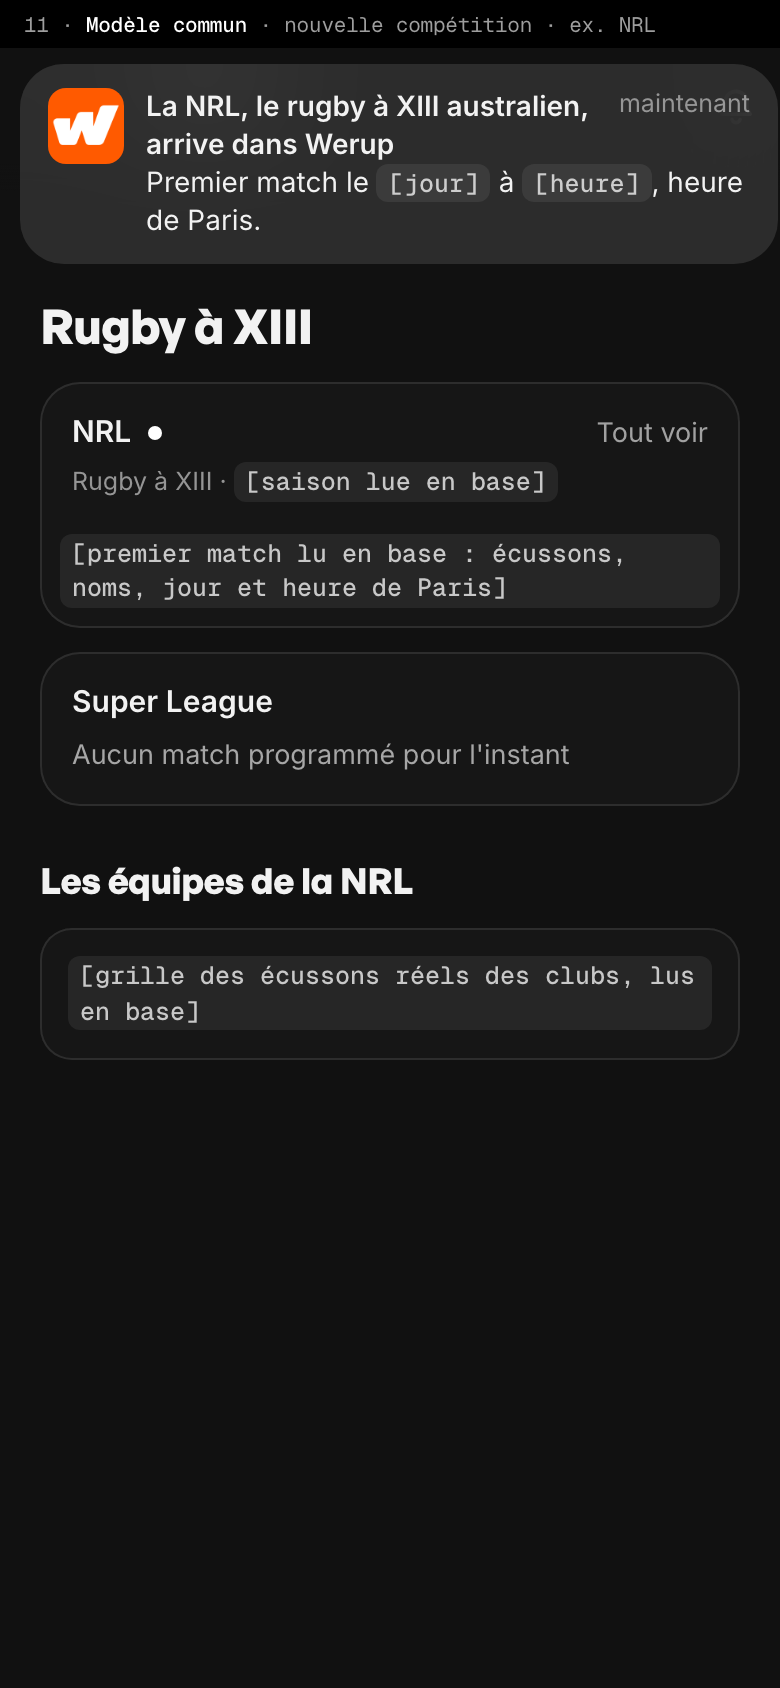 11 · Modèle commun · nouvelle compétition · ex. NRL
La NRL, le rugby à XIII australien, maintenant
arrive dans Werup
Premier match le [jour] à [heure], heure
de Paris.
Rugby à XIII
NRL Tout voir
Rugby à XIII · [saison lue en base]
[premier match lu en base : écussons,
noms, jour et heure de Paris]
Super League
Aucun match programmé pour l'instant
Les équipes de la NRL
[grille des écussons réels des clubs, lus
en base]